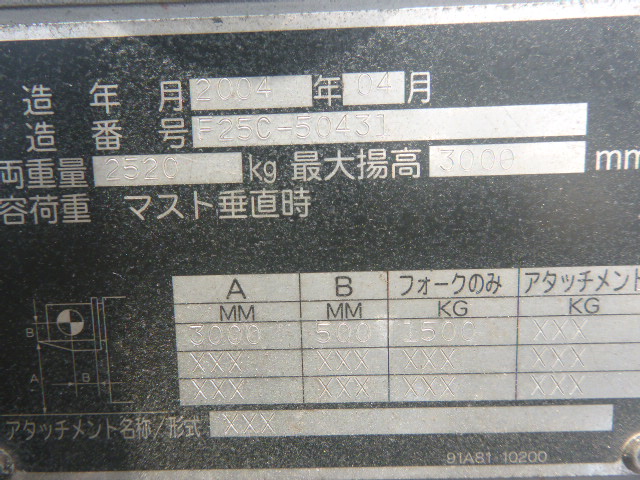 造 年 月 2004 年 04 月
造 番 号 F25C-50431
両重量 2520 kg 最大揚高 3000 mm
容荷重 マスト垂直時
A B フォークのみ アタッチメント
MM MM KG KG
3000 500 1500 XXX
XXX XXX XXX XXX
XXX XXX XXX XXX
B
A B
アタッチメント名称/形式 XXX
91A81-10200